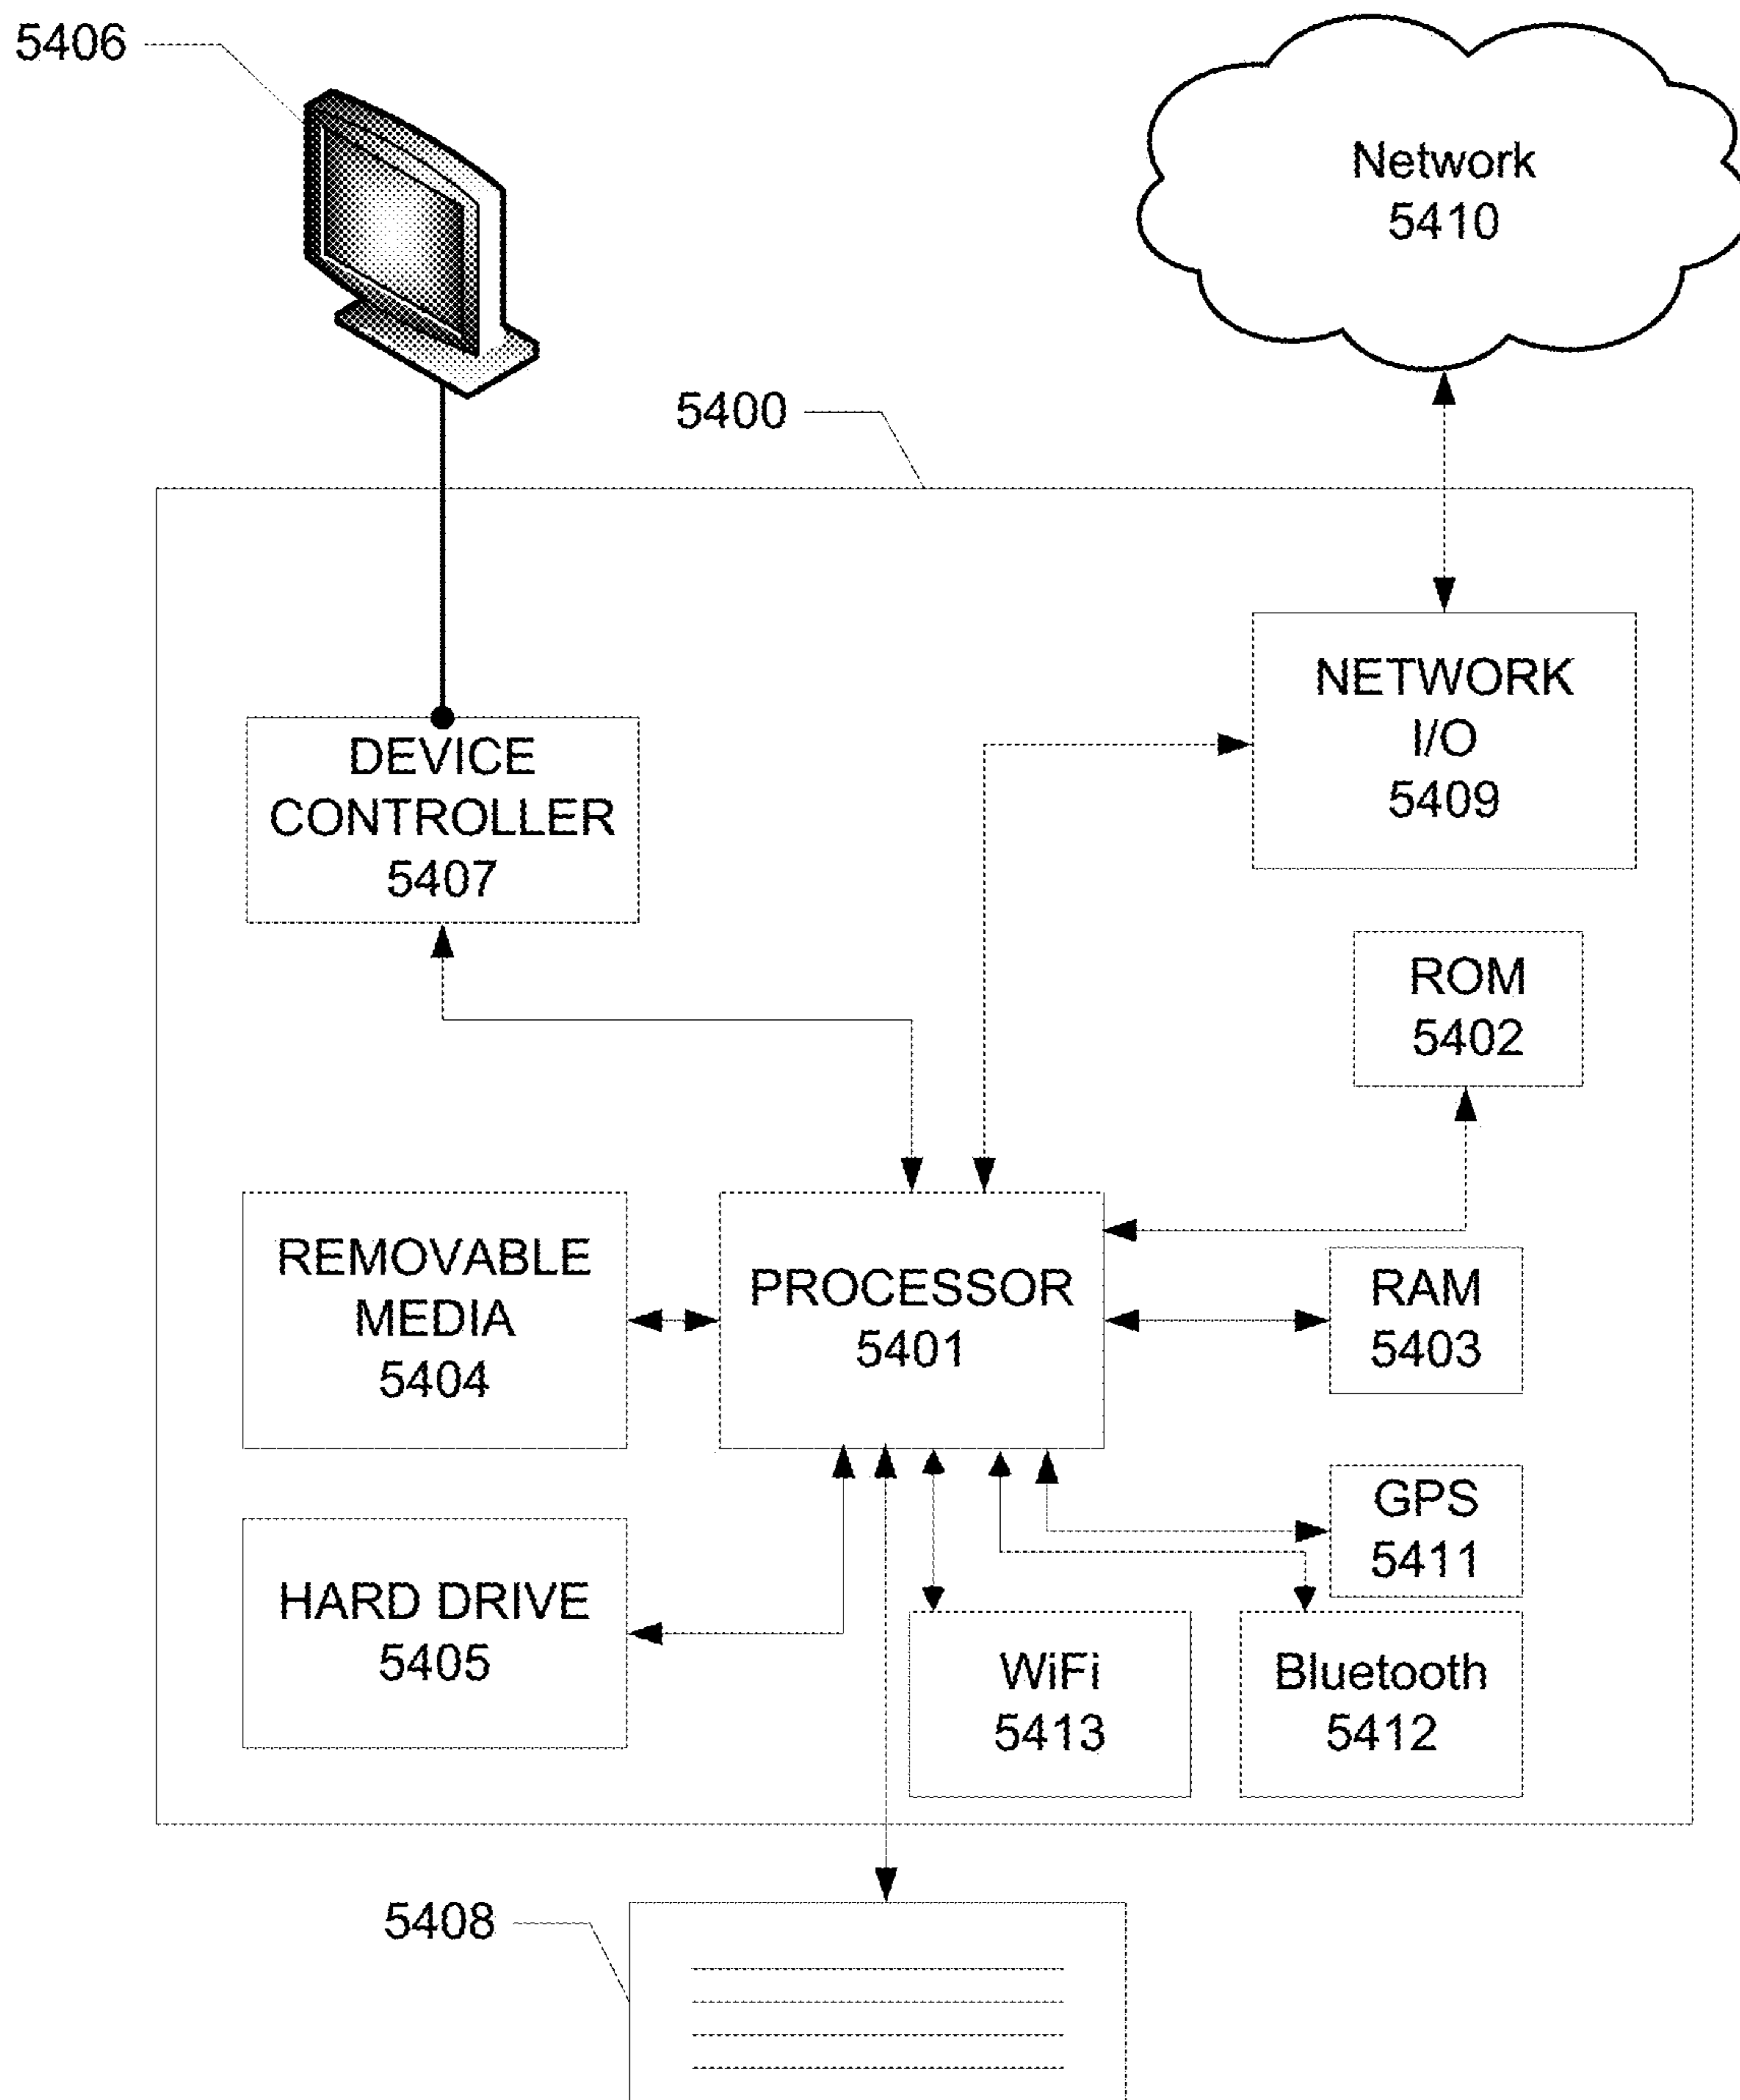 5406
Network
5410
5400
NETWORK
I/O
5409
DEVICE
CONTROLLER
5407
ROM
5402
REMOVABLE
MEDIA
5404
PROCESSOR
5401
RAM
5403
GPS
5411
HARD DRIVE
5405
WiFi
5413
Bluetooth
5412
5408